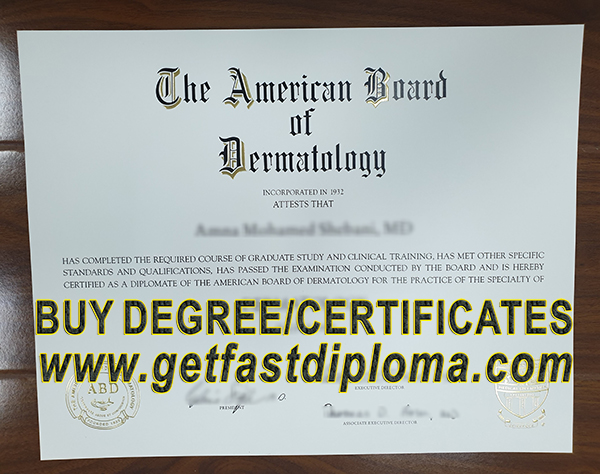 The American Board
of
Dermatology
INCORPORATED IN 1932
ATTESTS THAT
HAS COMPLETED THE REQUIRED COURSE OF GRADUATE STUDY AND CLINICAL TRAINING, HAS MET OTHER SPECIFIC
STANDARDS AND QUALIFICATIONS, HAS PASSED THE EXAMINATION CONDUCTED BY THE BOARD AND IS HEREBY
CERTIFIED AS A DIPLOMATE OF THE AMERICAN BOARD OF DERMATOLOGY FOR THE PRACTICE OF THE SPECIALTY OF
BUY DEGREE/CERTIFICATES
www.getfastdiploma.com
ABD
EXECUTIVE DIRECTOR
PRESIDENT
ASSOCIATE EXECUTIVE DIRECTOR